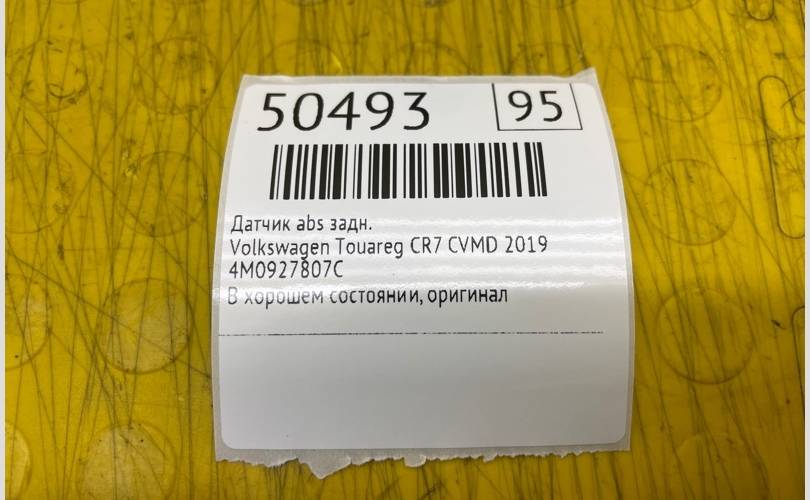 50493 95
Датчик abs задн.
Volkswagen Touareg CR7 CVMD 2019
4M0927807C
В хорошем состоянии, оригинал